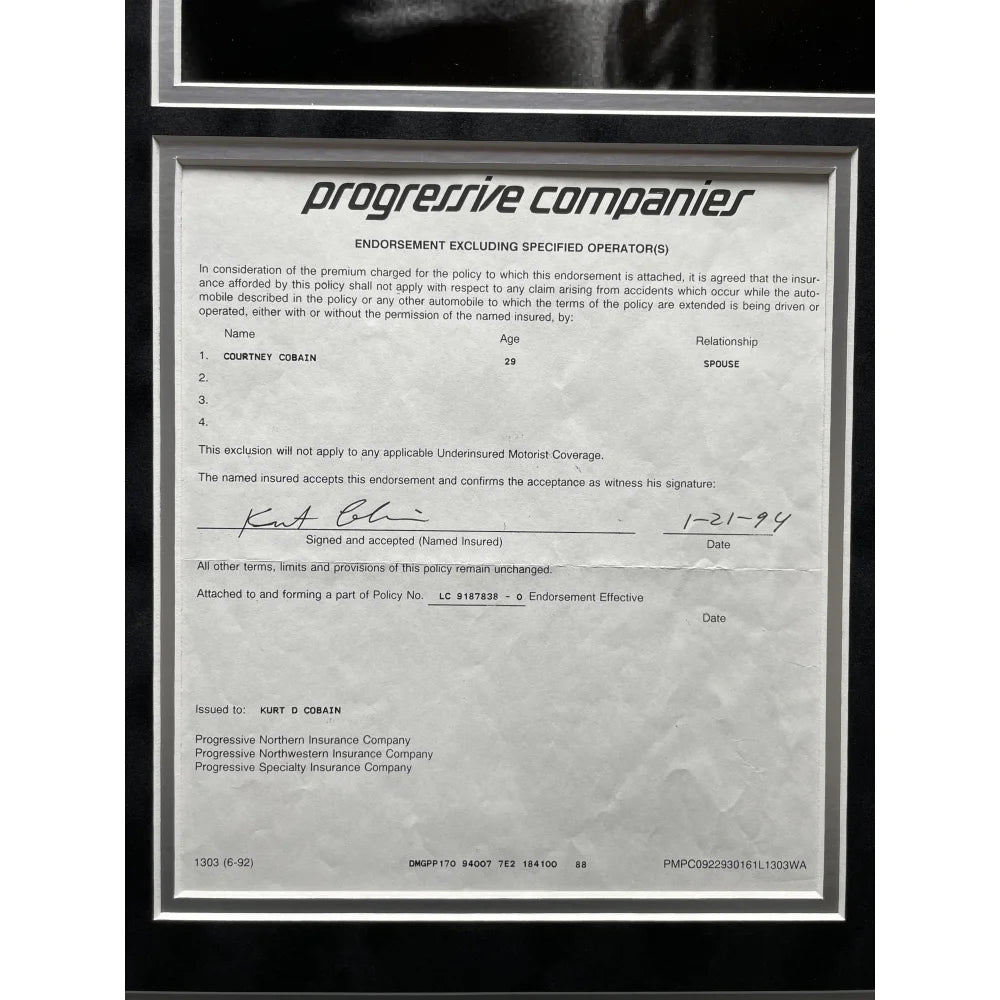 progressive companies
ENDORSEMENT EXCLUDING SPECIFIED OPERATOR(S)
In consideration of the premium charged for the policy to which this endorsement is attached, it is agreed that the insur-
ance afforded by this policy shall not apply with respect to any claim arising from accidents which occur while the auto-
mobile described in the policy or any other automobile to which the terms of the policy are extended is being driven or
operated, either with or without the permission of the named insured, by:
Name Age Relationship
1. COURTNEY COBAIN 29 SPOUSE
2.
3.
4.
This exclusion will not apply to any applicable Underinsured Motorist Coverage.
The named insured accepts this endorsement and confirms the acceptance as witness his signature:
Kurt Cobain 1-21-94
Signed and accepted (Named Insured) Date
All other terms, limits and provisions of this policy remain unchanged.
Attached to and forming a part of Policy No. LC 9187838 - 0 Endorsement Effective
Date
Issued to: KURT D COBAIN
Progressive Northern Insurance Company
Progressive Northwestern Insurance Company
Progressive Specialty Insurance Company
1303 (6-92) DMGPP170 94007 7E2 184100 88 PMPC0922930161L1303WA